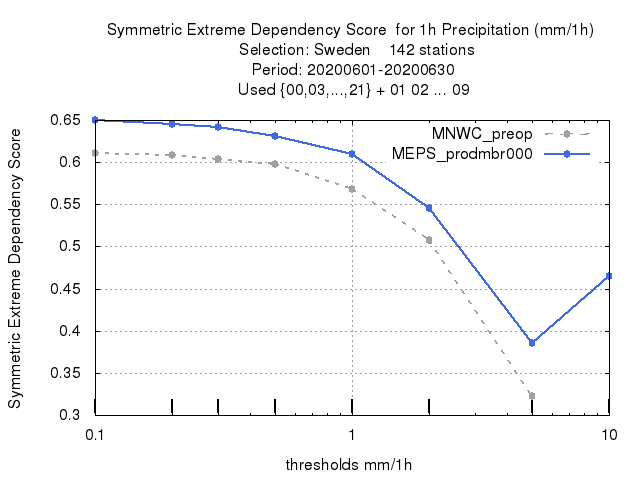 Symmetric Extreme Dependency Score  for 1h Precipitation (mm/1h)
Selection: Sweden    142 stations
Period: 20200601-20200630
Used {00,03,...,21} + 01 02 ... 09
Symmetric Extreme Dependency Score
0.65
0.6
0.55
0.5
0.45
0.4
0.35
0.3
MNWC_preop
MEPS_prodmbr000
0.1
1
10
thresholds mm/1h